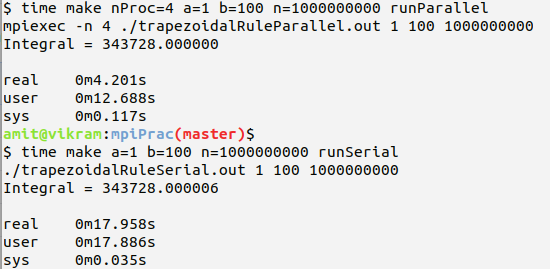 $ time make nProc=4 a=1 b=100 n=1000000000 runParallel
mpiexec -n 4 ./trapezoidalRuleParallel.out 1 100 1000000000
Integral = 343728.000000
real 0m4.201s
user 0m12.688s
sys 0m0.117s
amit@vikram:mpiPrac(master)$
$ time make a=1 b=100 n=1000000000 runSerial
./trapezoidalRuleSerial.out 1 100 1000000000
Integral = 343728.000006
real 0m17.958s
user 0m17.886s
sys 0m0.035s